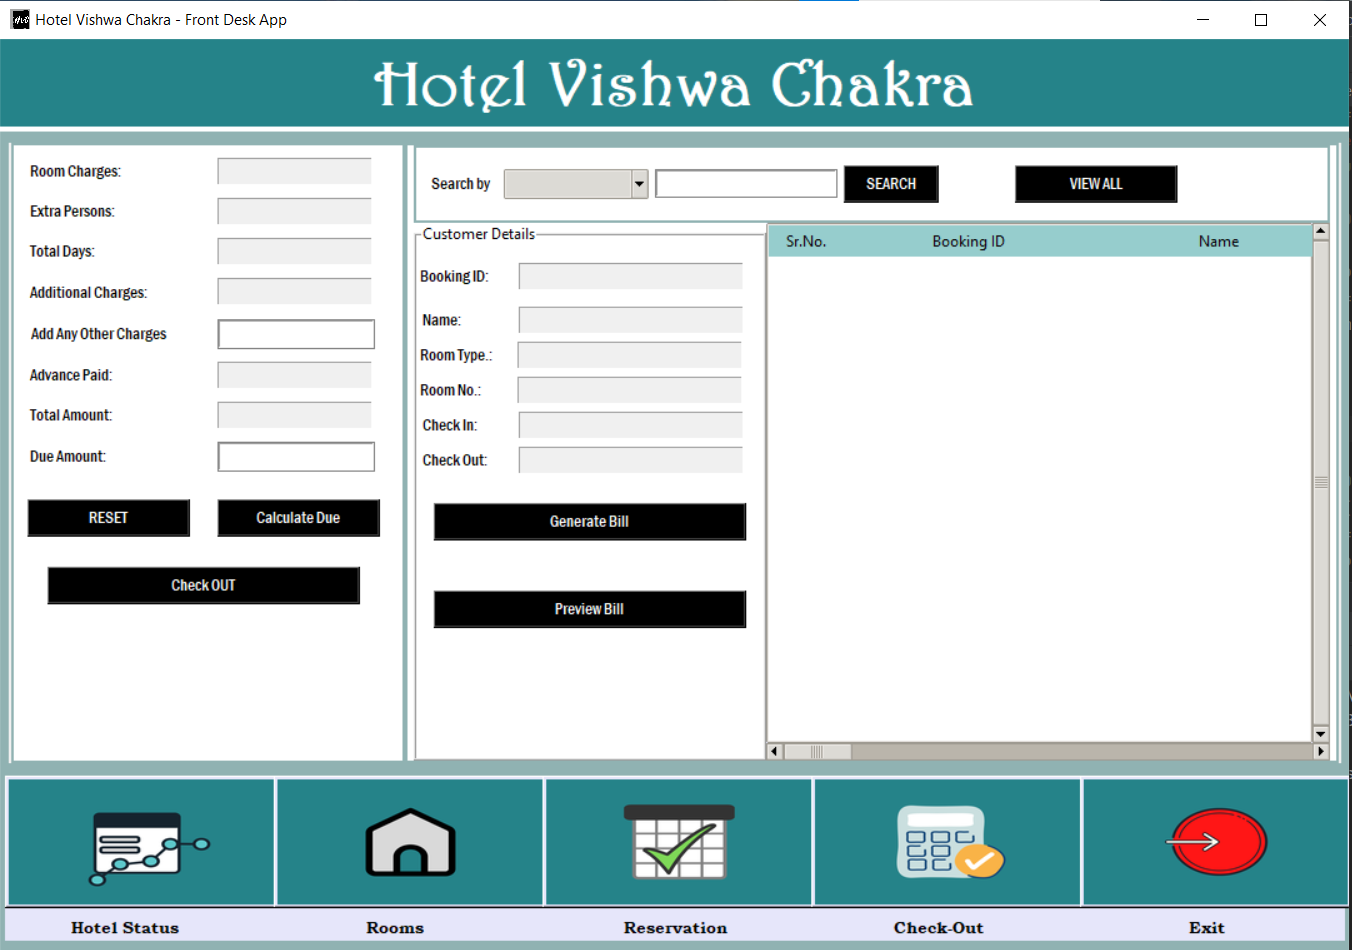 Hotel Vishwa Chakra - Front Desk App
Hotel Vishwa Chakra
Room Charges:
Extra Persons:
Total Days:
Additional Charges:
Add Any Other Charges
Advance Paid:
Total Amount:
Due Amount:
RESET
Calculate Due
Check OUT
Search by
SEARCH
VIEW ALL
Customer Details
Booking ID:
Name:
Room Type.:
Room No.:
Check In:
Check Out:
Generate Bill
Preview Bill
Sr.No. Booking ID Name
Hotel Status
Rooms
Reservation
Check-Out
Exit